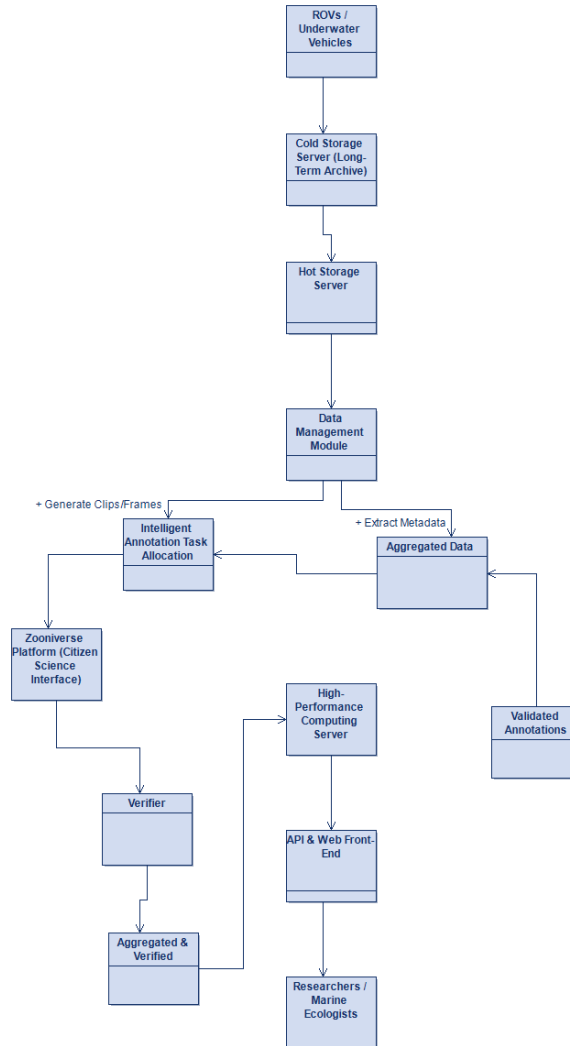 ROVs /
Underwater
Vehicles
Cold Storage
Server (Long-
Term Archive)
Hot Storage
Server
Data
Management
Module
+ Generate Clips/Frames
+ Extract Metadata
Intelligent
Annotation Task
Allocation
Aggregated Data
Zooniverse
Platform (Citizen
Science
Interface)
High-
Performance
Computing
Server
Validated
Annotations
Verifier
API & Web Front-
End
Aggregated &
Verified
Researchers /
Marine
Ecologists